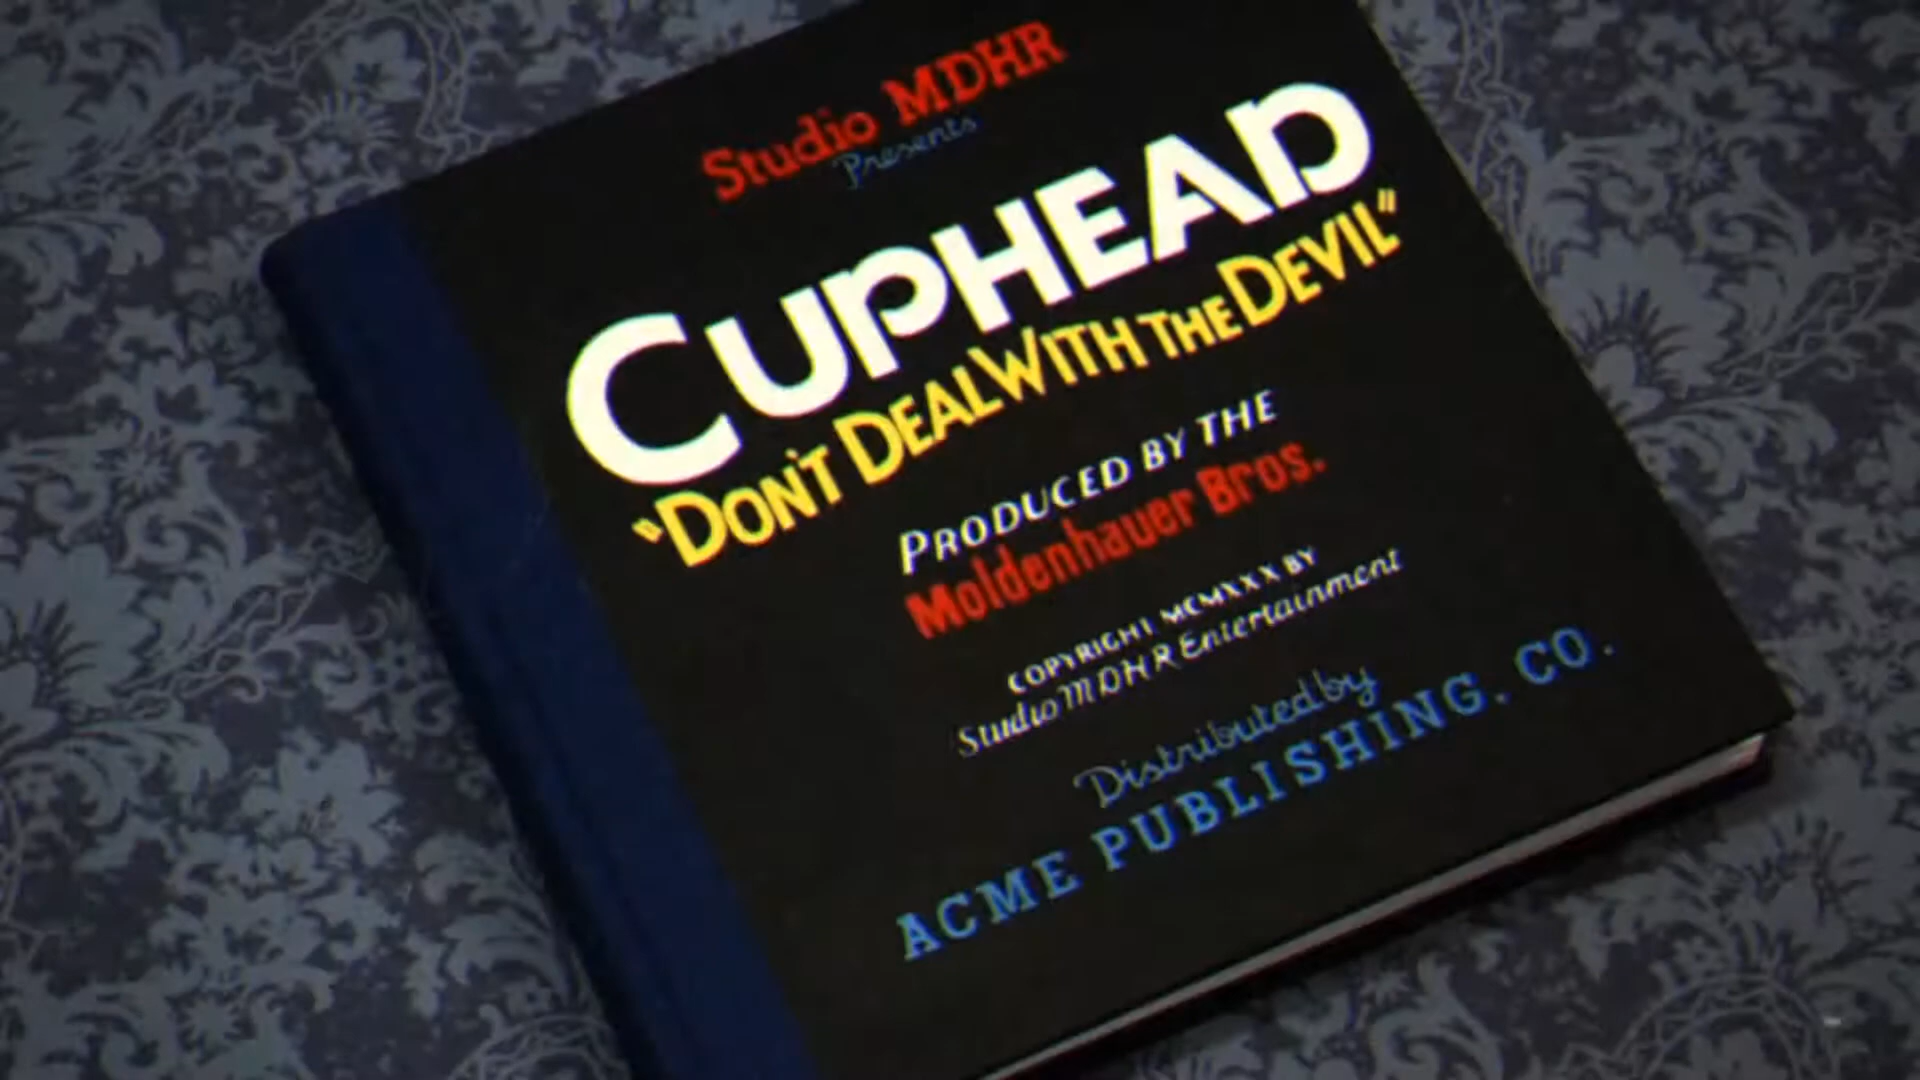 Studio MDHR
Presents
CUPHEAD
"DON'T DEAL WITH THE DEVIL"
PRODUCED BY THE
Moldenhauer Bros.
COPYRIGHT MCMXXX BY
Studio MDHR Entertainment
Distributed by
ACME PUBLISHING. CO.